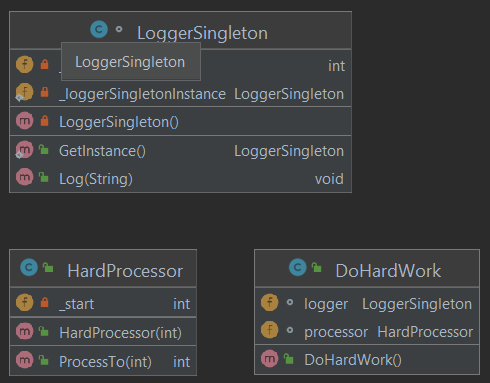 LoggerSingleton
_ int
LoggerSingleton
_loggerSingletonInstance LoggerSingleton
LoggerSingleton()
GetInstance() LoggerSingleton
Log(String) void
HardProcessor
_start int
HardProcessor(int)
ProcessTo(int) int
DoHardWork
logger LoggerSingleton
processor HardProcessor
DoHardWork()